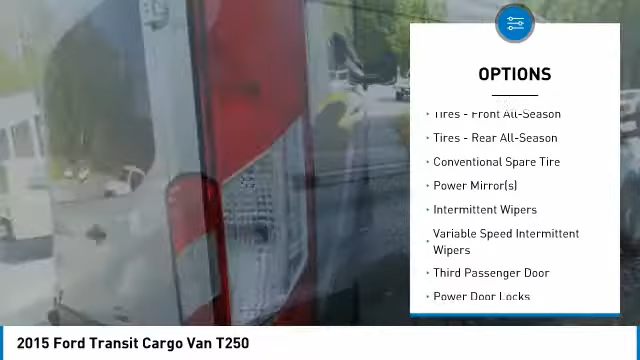 OPTIONS
Tires - Front All-Season
Tires - Rear All-Season
Conventional Spare Tire
Power Mirror(s)
Intermittent Wipers
Variable Speed Intermittent
Wipers
Third Passenger Door
Power Door Locks
2015 Ford Transit Cargo Van T250